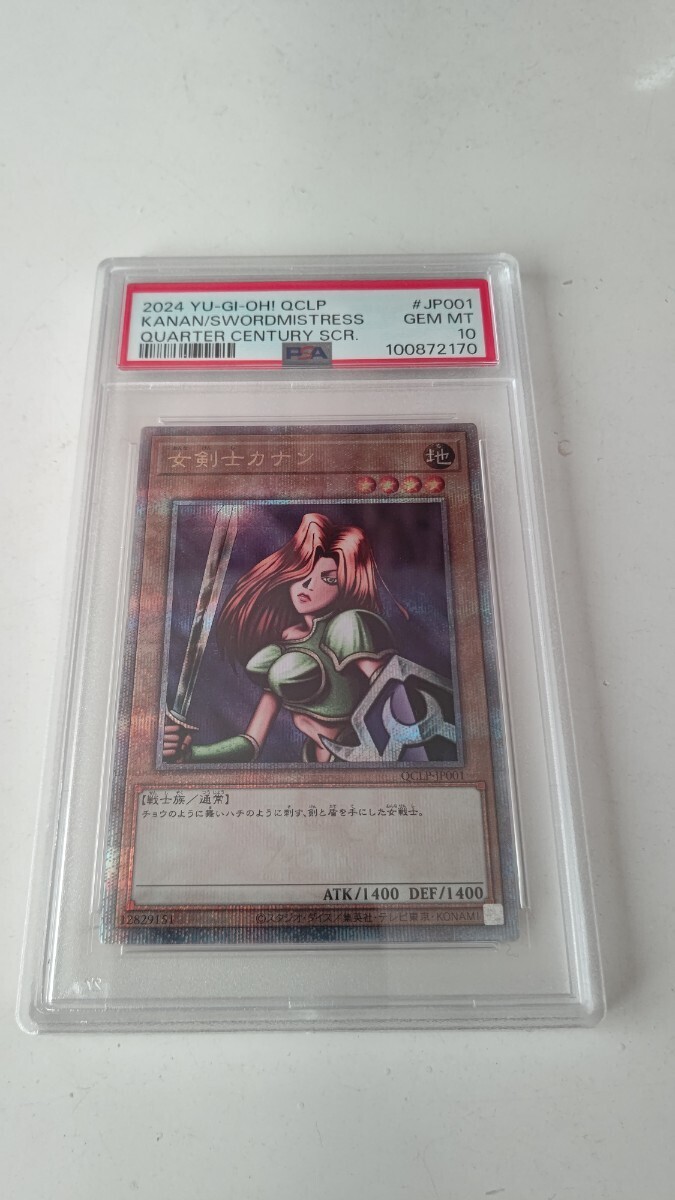 2024 YU-GI-OH! QCLP #JP001
KANAN/SWORDMISTRESS GEM MT
QUARTER CENTURY SCR. 10
PSA 100872170
女剣士カナン 地
QCLP-JP001
【戦士族／通常】
チョウのように舞いハチのように刺す、剣と盾を手にした女戦士。
ATK/1400 DEF/1400
12829151 ©スタジオ・ダイス/集英社・テレビ東京・KONAMI